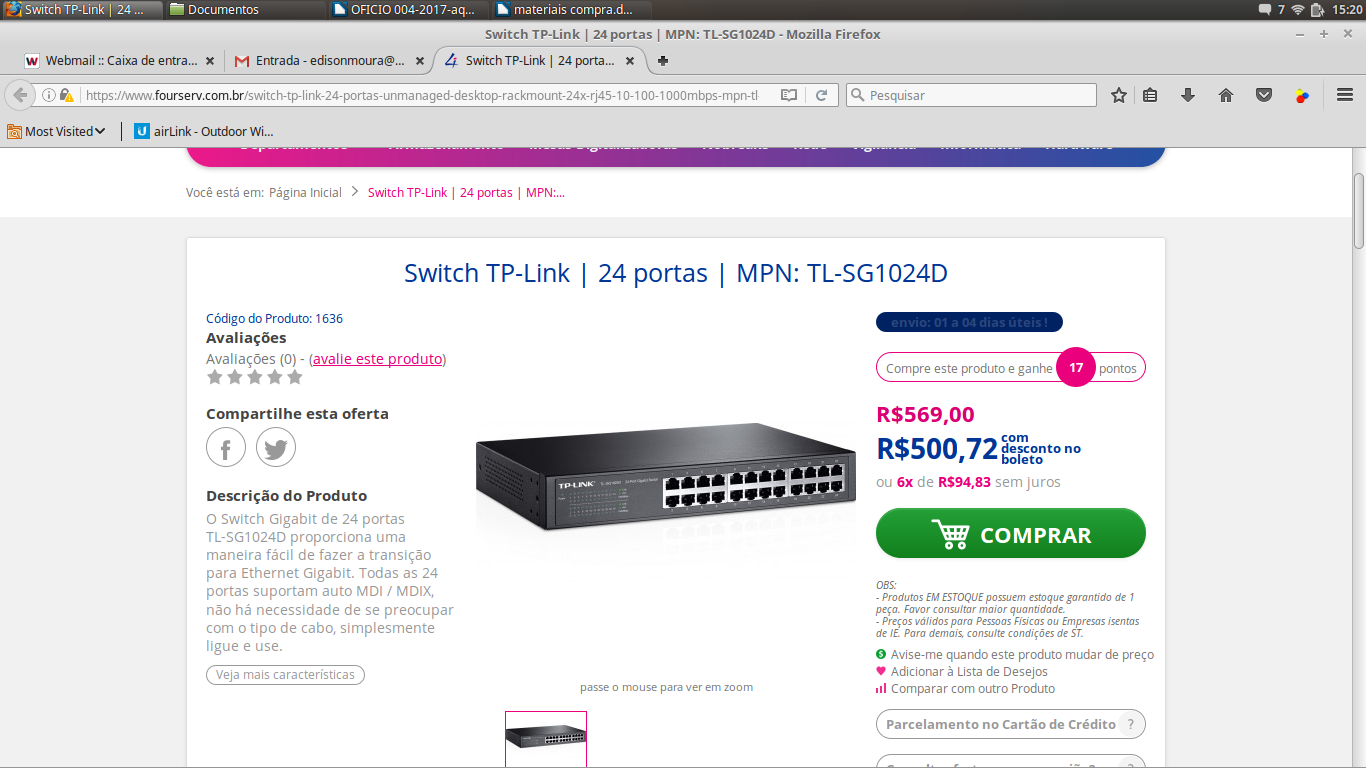 Switch TP-Link | 24 ...
Documentos
OFICIO 004-2017-aq...
materiais compra.d...
7
15:20
Switch TP-Link | 24 portas | MPN: TL-SG1024D - Mozilla Firefox
Webmail :: Caixa de entra...
Entrada - edisonmoura@...
Switch TP-Link | 24 porta...
https://www.fourserv.com.br/switch-tp-link-24-portas-unmanaged-desktop-rackmount-24x-rj45-10-100-1000mbps-mpn-tl-
Pesquisar
Most Visited
airLink - Outdoor Wi...
Você está em: Página Inicial > Switch TP-Link | 24 portas | MPN:...
Switch TP-Link | 24 portas | MPN: TL-SG1024D
Código do Produto: 1636
Avaliações
Avaliações (0) - (avalie este produto)
Compartilhe esta oferta
Descrição do Produto
O Switch Gigabit de 24 portas
TL-SG1024D proporciona uma
maneira fácil de fazer a transição
para Ethernet Gigabit. Todas as 24
portas suportam auto MDI / MDIX,
não há necessidade de se preocupar
com o tipo de cabo, simplesmente
ligue e use.
Veja mais características
TP-LINK
passe o mouse para ver em zoom
envio: 01 a 04 dias úteis !
Compre este produto e ganhe 17 pontos
R$569,00
R$500,72 com
desconto no
boleto
ou 6x de R$94,83 sem juros
COMPRAR
OBS:
- Produtos EM ESTOQUE possuem estoque garantido de 1
peça. Favor consultar maior quantidade.
- Preços válidos para Pessoas Físicas ou Empresas isentas
de IE. Para demais, consulte condições de ST.
Avise-me quando este produto mudar de preço
Adicionar à Lista de Desejos
Comparar com outro Produto
Parcelamento no Cartão de Crédito ?